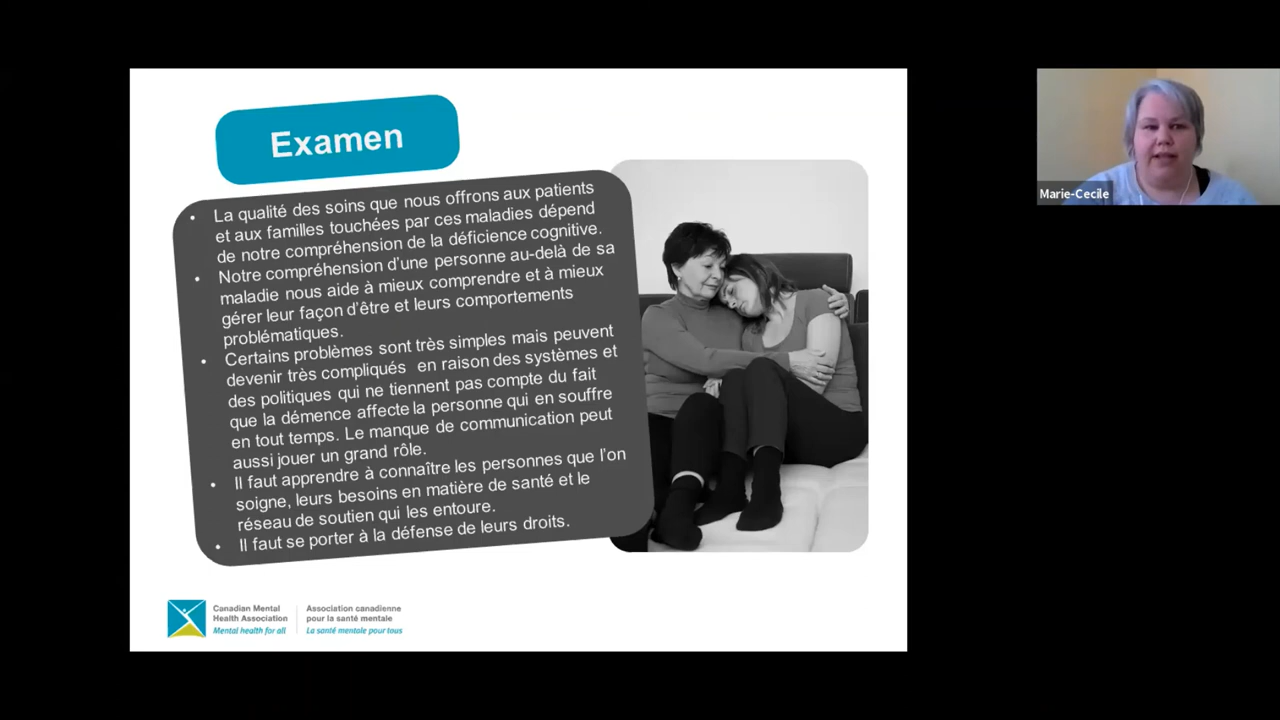 Examen
• La qualité des soins que nous offrons aux patients
et aux familles touchées par ces maladies dépend
de notre compréhension de la déficience cognitive.
• Notre compréhension d'une personne au-delà de sa
maladie nous aide à mieux comprendre et à mieux
gérer leur façon d'être et leurs comportements
problématiques.
• Certains problèmes sont très simples mais peuvent
devenir très compliqués en raison des systèmes et
des politiques qui ne tiennent pas compte du fait
que la démence affecte la personne qui en souffre
en tout temps. Le manque de communication peut
aussi jouer un grand rôle.
• Il faut apprendre à connaître les personnes que l'on
soigne, leurs besoins en matière de santé et le
réseau de soutien qui les entoure.
• Il faut se porter à la défense de leurs droits.
Canadian Mental
Health Association
Mental health for all
Association canadienne
pour la santé mentale
La santé mentale pour tous
Marie-Cecile